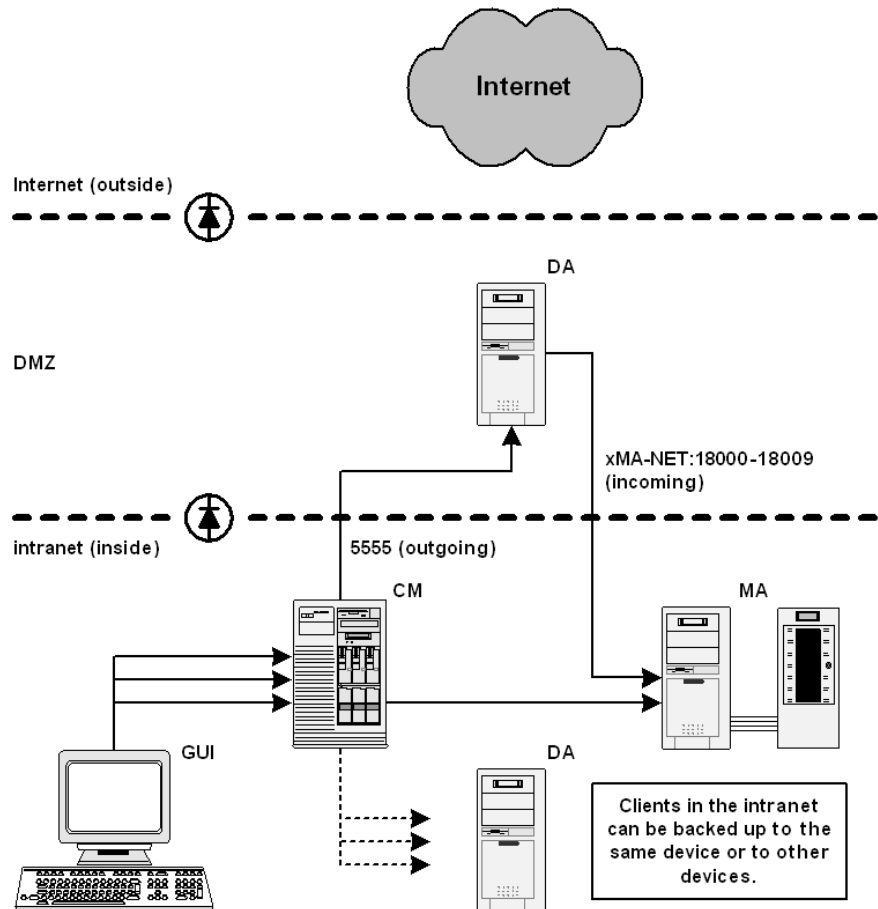 Internet
Internet (outside)
DA
DMZ
xMA-NET:18000-18009
(incoming)
intranet (inside)
5555 (outgoing)
CM
MA
GUI
DA
Clients in the intranet
can be backed up to the
same device or to other
devices.